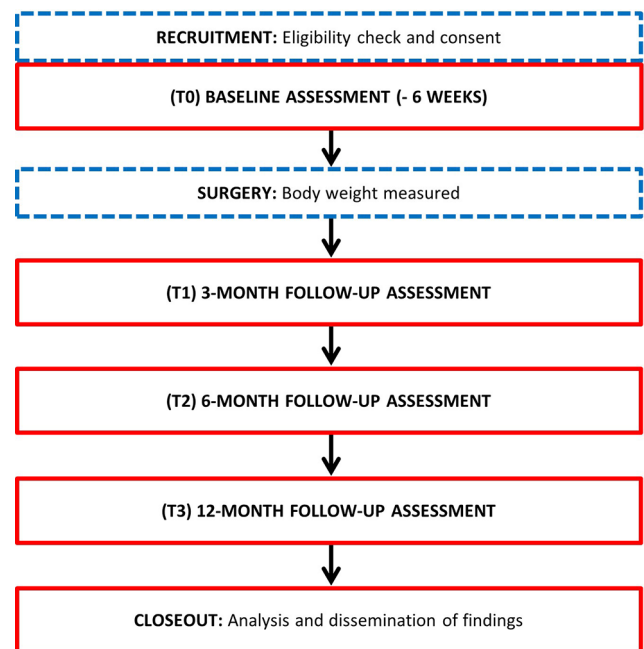 RECRUITMENT: Eligibility check and consent
(T0) BASELINE ASSESSMENT (- 6 WEEKS)
SURGERY: Body weight measured
(T1) 3-MONTH FOLLOW-UP ASSESSMENT
(T2) 6-MONTH FOLLOW-UP ASSESSMENT
(T3) 12-MONTH FOLLOW-UP ASSESSMENT
CLOSEOUT: Analysis and dissemination of findings